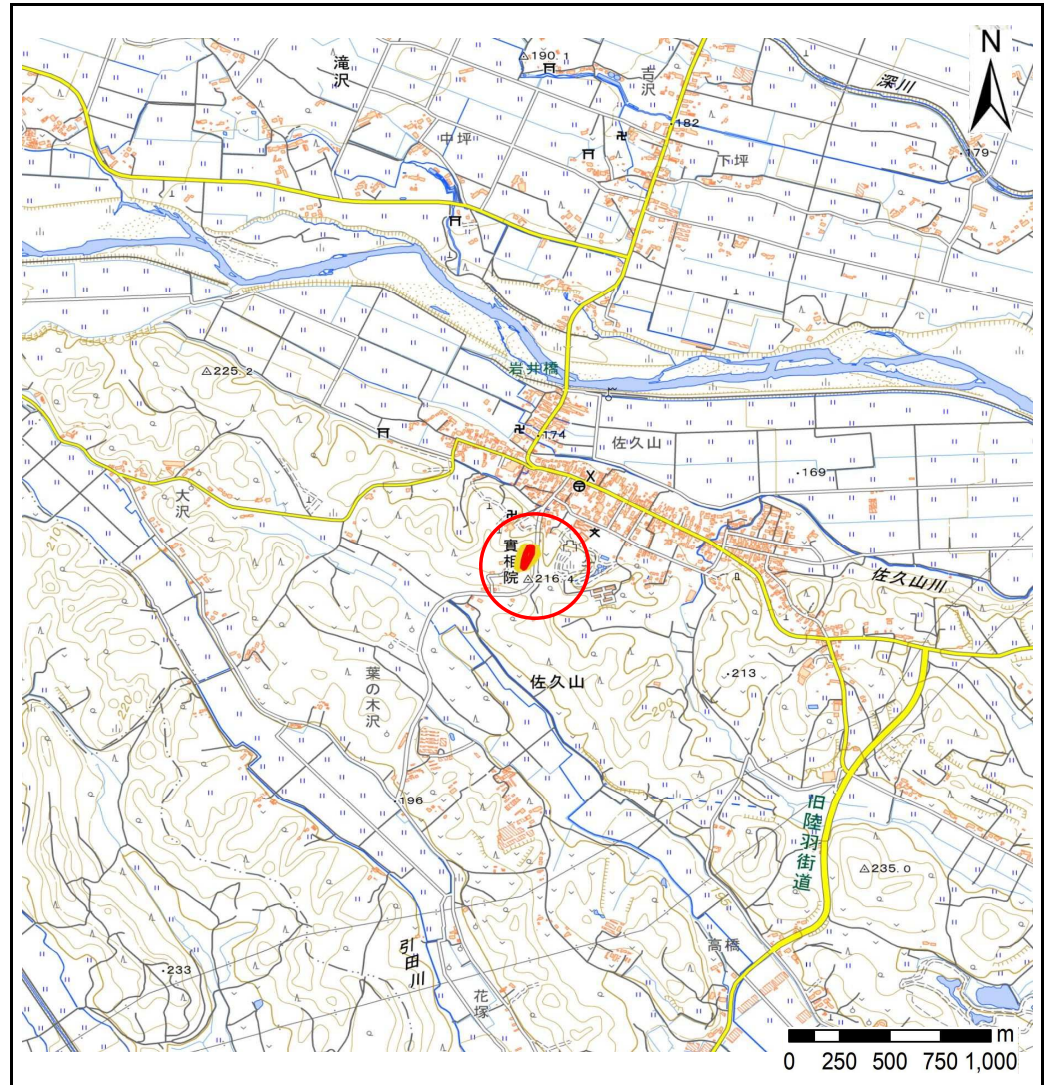 N
190.1
滝沢
吉沢
深川
182
中坪
下坪
179
225.2
岩井橋
174
佐久山
169
大沢
實相院
216.4
佐久山川
葉の木沢
佐久山
200
213
220
196
旧陸羽街道
235.0
引田川
高橋
233
花塚
m
0 250 500 750 1,000